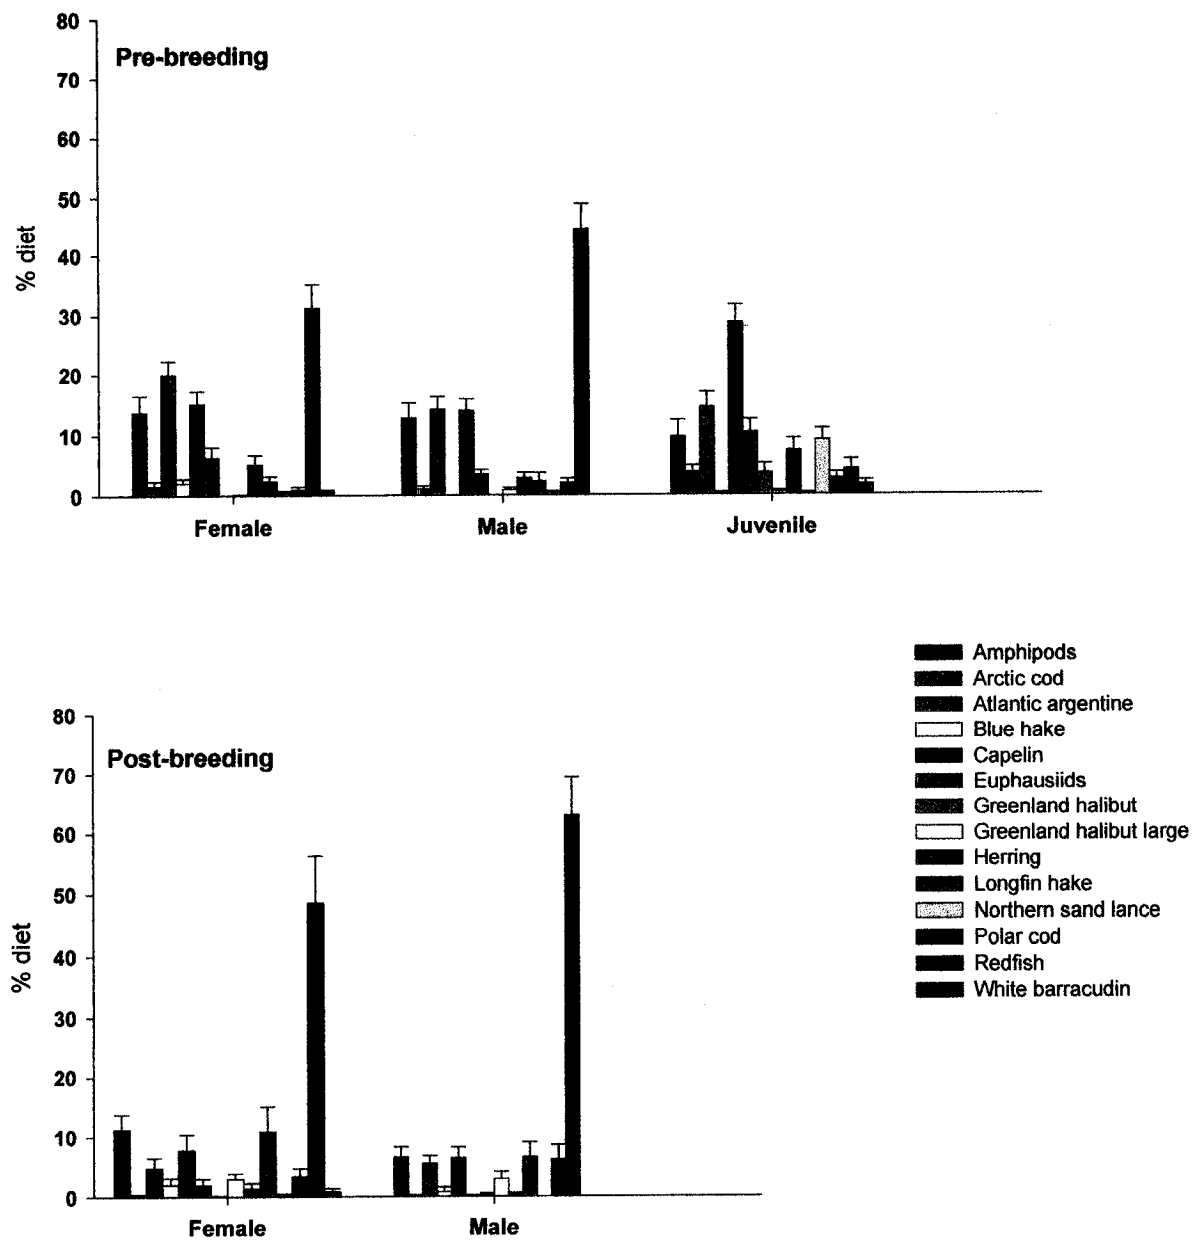 80
Pre-breeding
70
60
50
40
30
20
10
0
% diet
Female Male Juvenile
Amphipods
Arctic cod
Atlantic argentine
Blue hake
Capelin
Euphausiids
Greenland halibut
Greenland halibut large
Herring
Longfin hake
Northern sand lance
Polar cod
Redfish
White barracudin
80
Post-breeding
70
60
50
40
30
20
10
0
% diet
Female Male